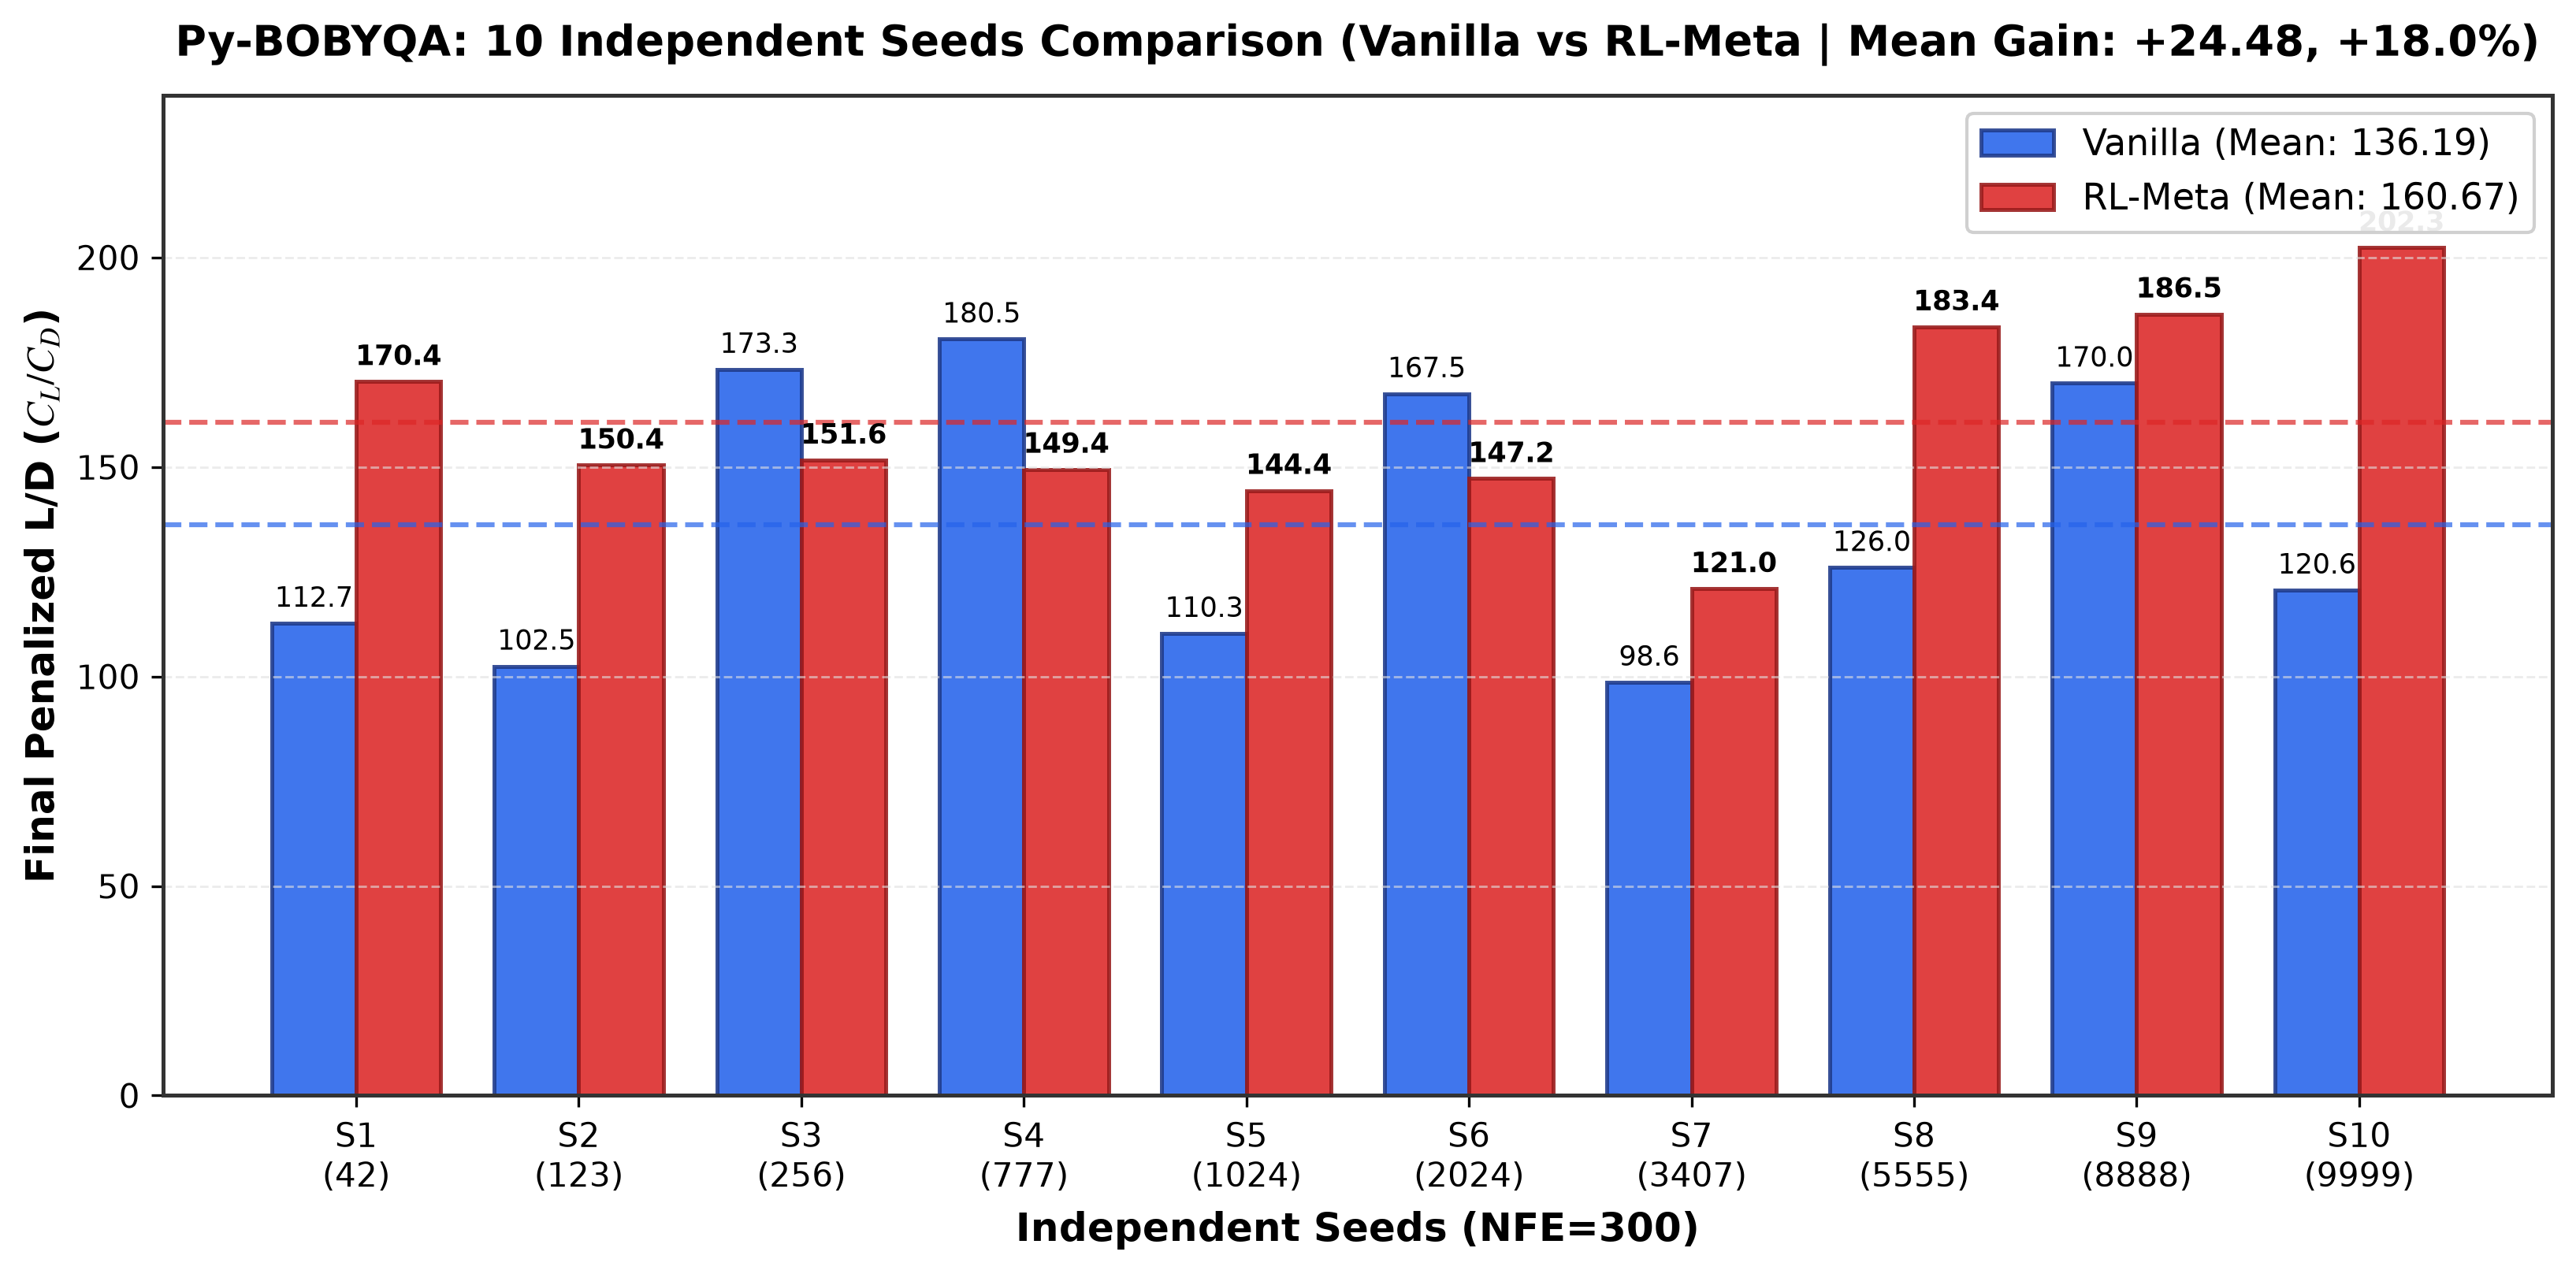 Py-BOBYQA: 10 Independent Seeds Comparison (Vanilla vs RL-Meta | Mean Gain: +24.48, +18.0%)
Vanilla (Mean: 136.19)
RL-Meta (Mean: 160.67)
Final Penalized L/D (C_L/C_D)
200
150
100
50
0
112.7
170.4
102.5
150.4
173.3
151.6
180.5
149.4
110.3
144.4
167.5
147.2
98.6
121.0
126.0
183.4
170.0
186.5
120.6
202.3
S1
(42)
S2
(123)
S3
(256)
S4
(777)
S5
(1024)
S6
(2024)
S7
(3407)
S8
(5555)
S9
(8888)
S10
(9999)
Independent Seeds (NFE=300)